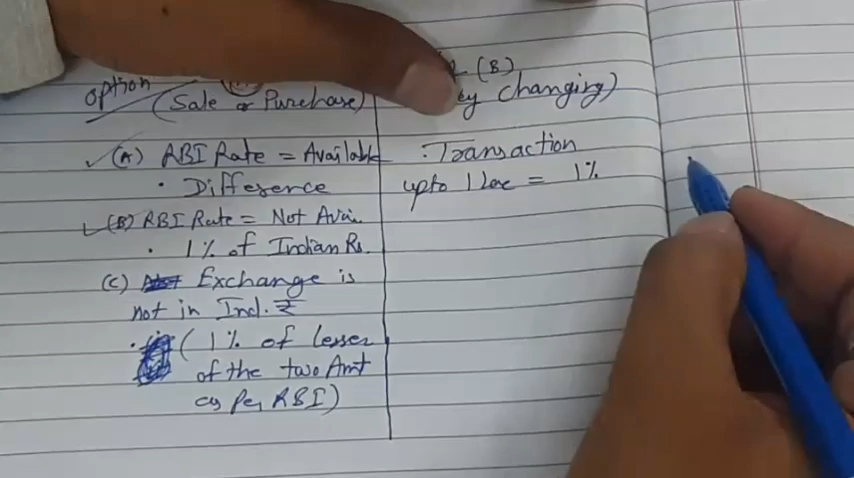 option
(Sale or Purchase)
(A) RBI Rate = Available
• Difference
(B) RBI Rate = Not Avai.
• 1% of Indian Rs.
(C) Exchange is
not in Ind. ₹
(1% of lesser
of the two Amt
as Per RBI)
(B)
ey Changing)
• Transaction
upto 1 lac = 1%